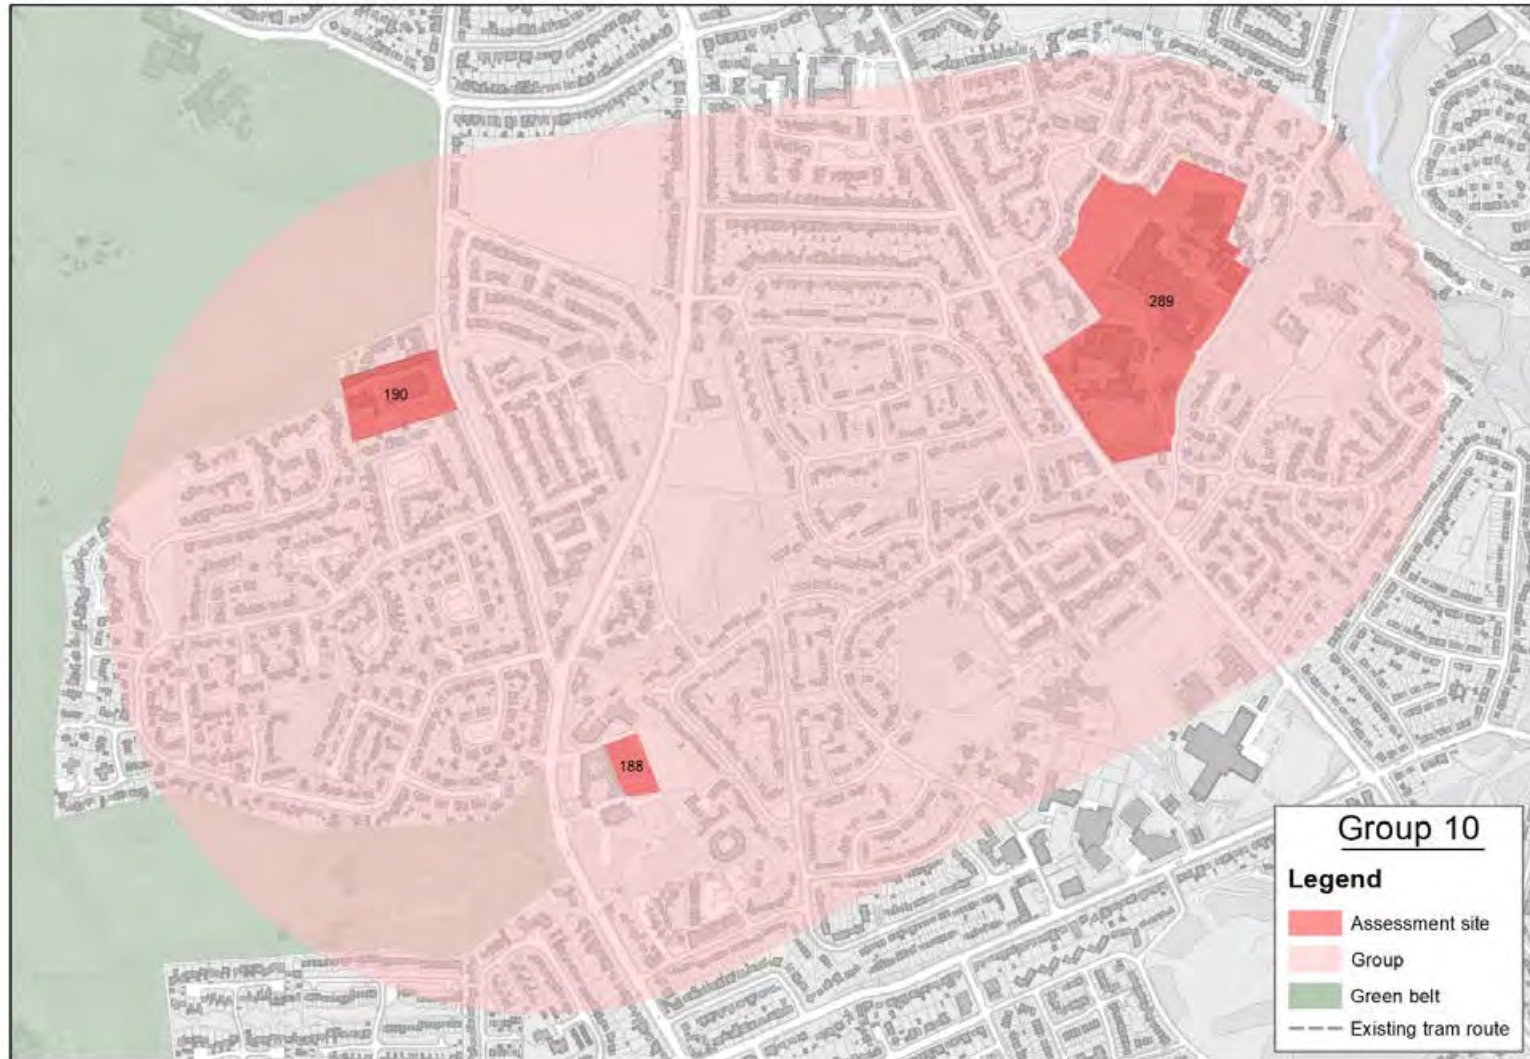 289
190
188
Group 10
Legend
Assessment site
Group
Green belt
Existing tram route